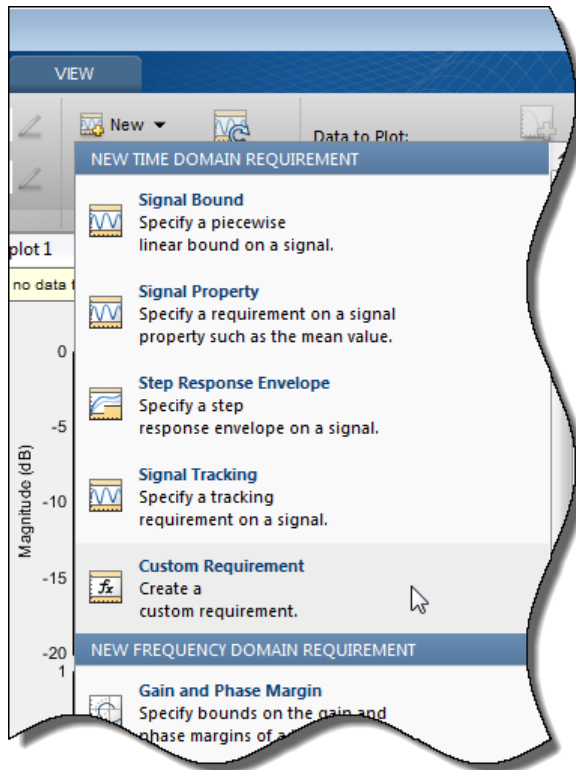 VIEW
New
Data to Plot:
NEW TIME DOMAIN REQUIREMENT
plot 1
no data
Signal Bound
Specify a piecewise
linear bound on a signal.
Signal Property
Specify a requirement on a signal
property such as the mean value.
0
Step Response Envelope
Specify a step
response envelope on a signal.
-5
Signal Tracking
Specify a tracking
requirement on a signal.
-10
Magnitude (dB)
Custom Requirement
Create a
custom requirement.
-15
fx
NEW FREQUENCY DOMAIN REQUIREMENT
-20
1
Gain and Phase Margin
Specify bounds on the gain and
phase margins of a